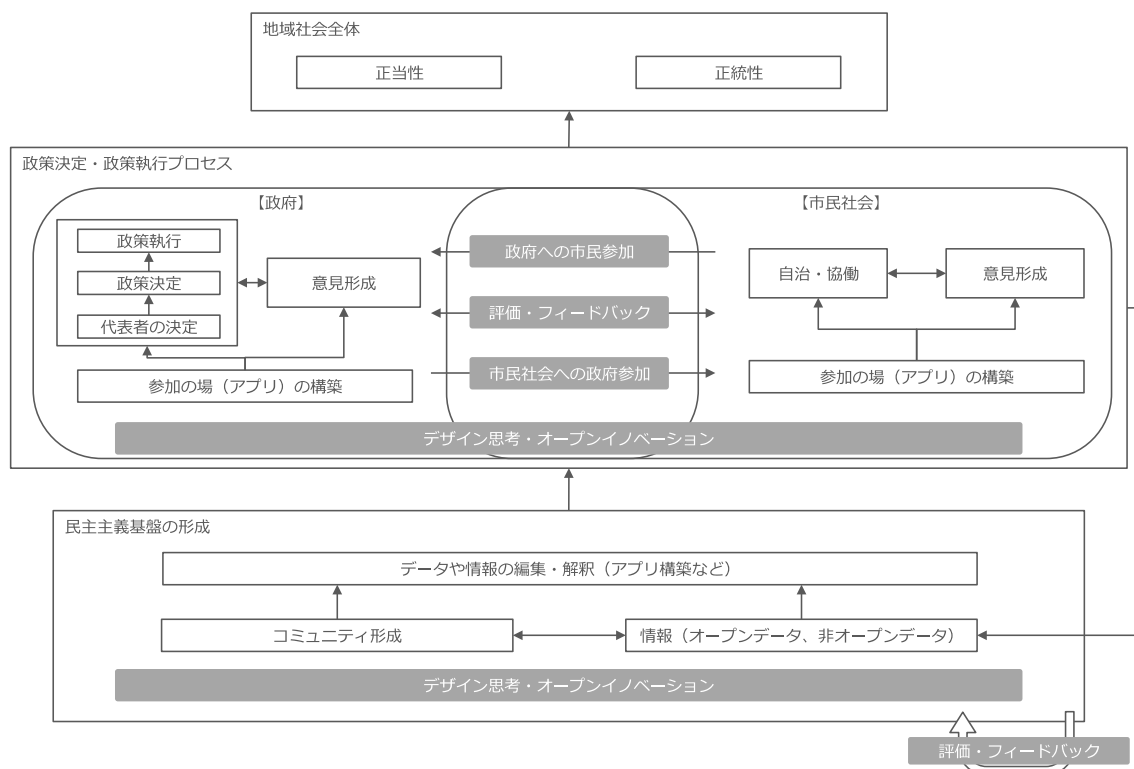 地域社会全体
正当性
正統性
政策決定・政策執行プロセス
【政府】
【市民社会】
政策執行
政策決定
代表者の決定
意見形成
参加の場（アプリ）の構築
政府への市民参加
評価・フィードバック
市民社会への政府参加
自治・協働
意見形成
参加の場（アプリ）の構築
デザイン思考・オープンイノベーション
民主主義基盤の形成
データや情報の編集・解釈（アプリ構築など）
コミュニティ形成
情報（オープンデータ、非オープンデータ）
デザイン思考・オープンイノベーション
評価・フィードバック